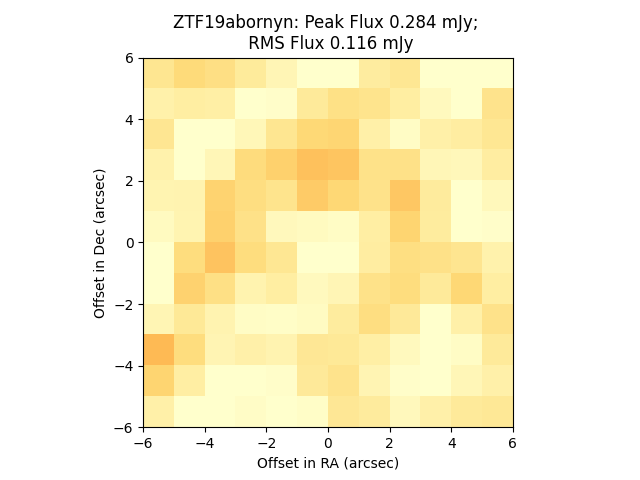 ZTF19abornyn: Peak Flux 0.284 mJy;
RMS Flux 0.116 mJy
6
4
2
0
−2
−4
−6
Offset in Dec (arcsec)
−6 −4 −2 0 2 4 6
Offset in RA (arcsec)